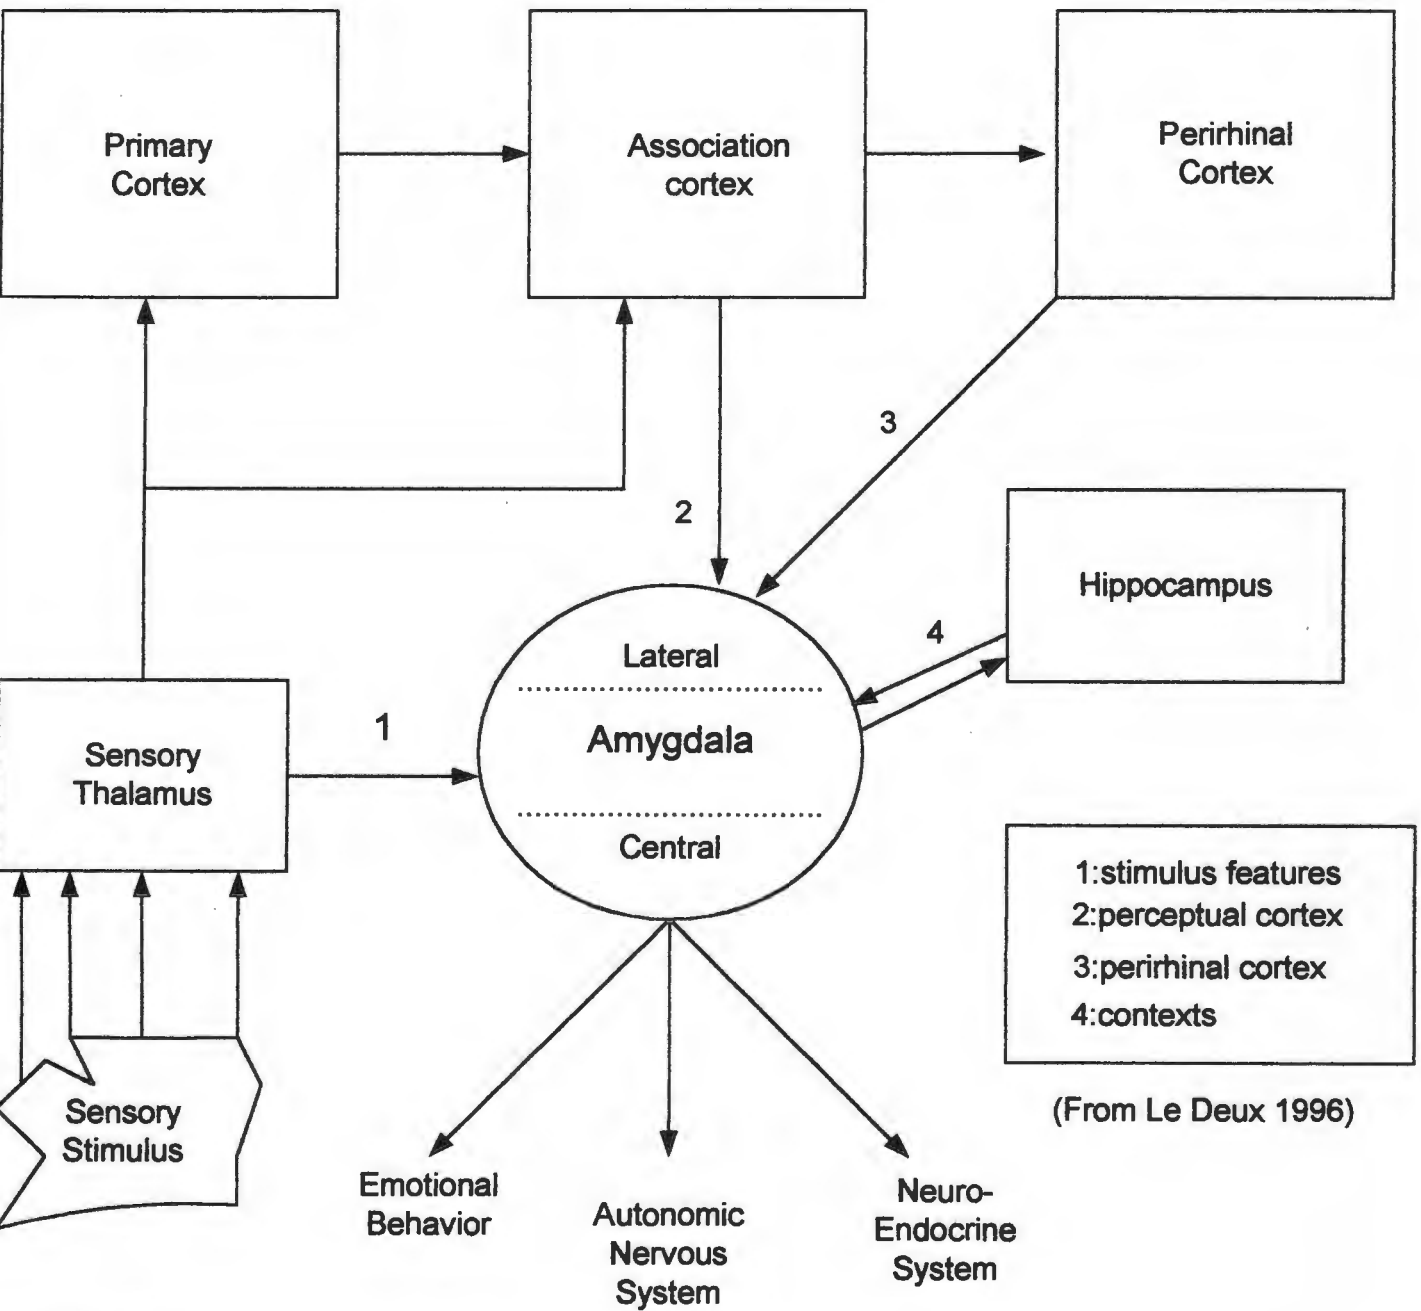 Primary
Cortex
Association
cortex
Perirhinal
Cortex
3
2
Hippocampus
4
Lateral
1
Amygdala
Sensory
Thalamus
Central
1:stimulus features
2:perceptual cortex
3:perirhinal cortex
4:contexts
(From Le Deux 1996)
Sensory
Stimulus
Emotional
Behavior
Autonomic
Nervous
System
Neuro-
Endocrine
System